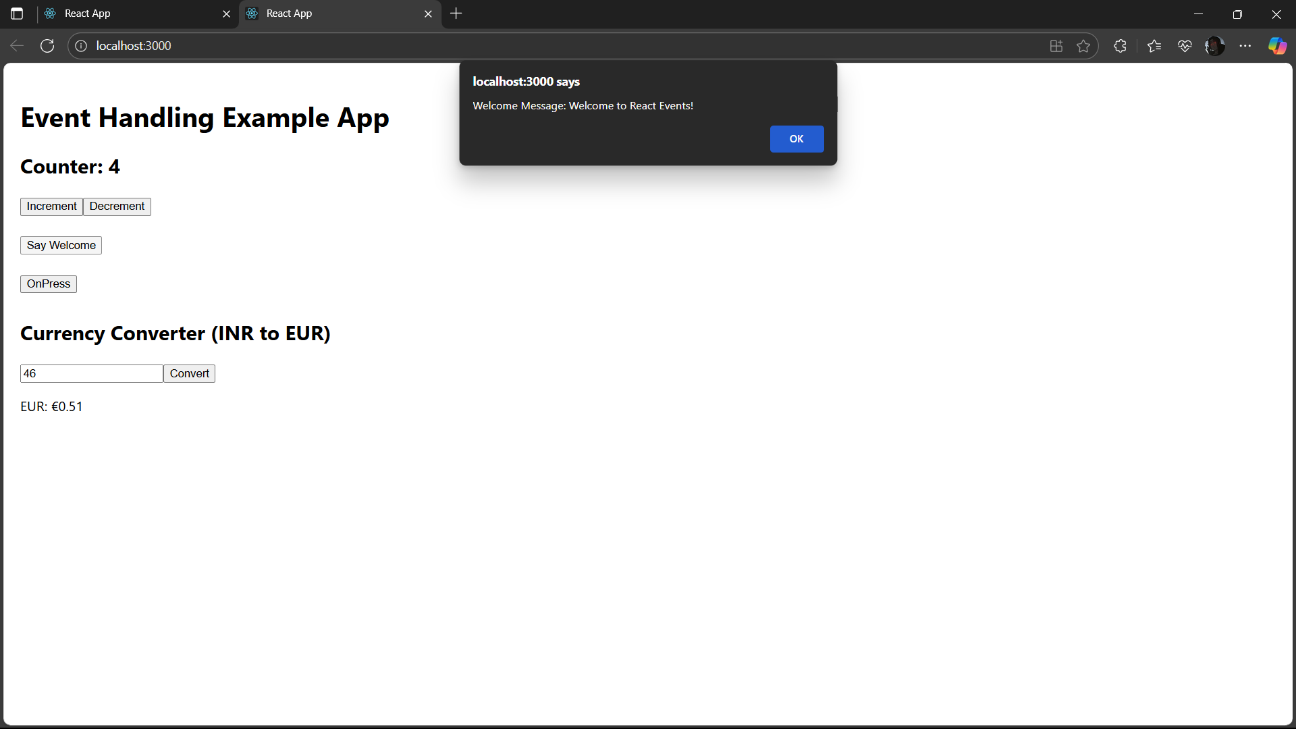 React App
React App
localhost:3000
localhost:3000 says
Welcome Message: Welcome to React Events!
OK
Event Handling Example App
Counter: 4
Increment Decrement
Say Welcome
OnPress
Currency Converter (INR to EUR)
46 Convert
EUR: €0.51